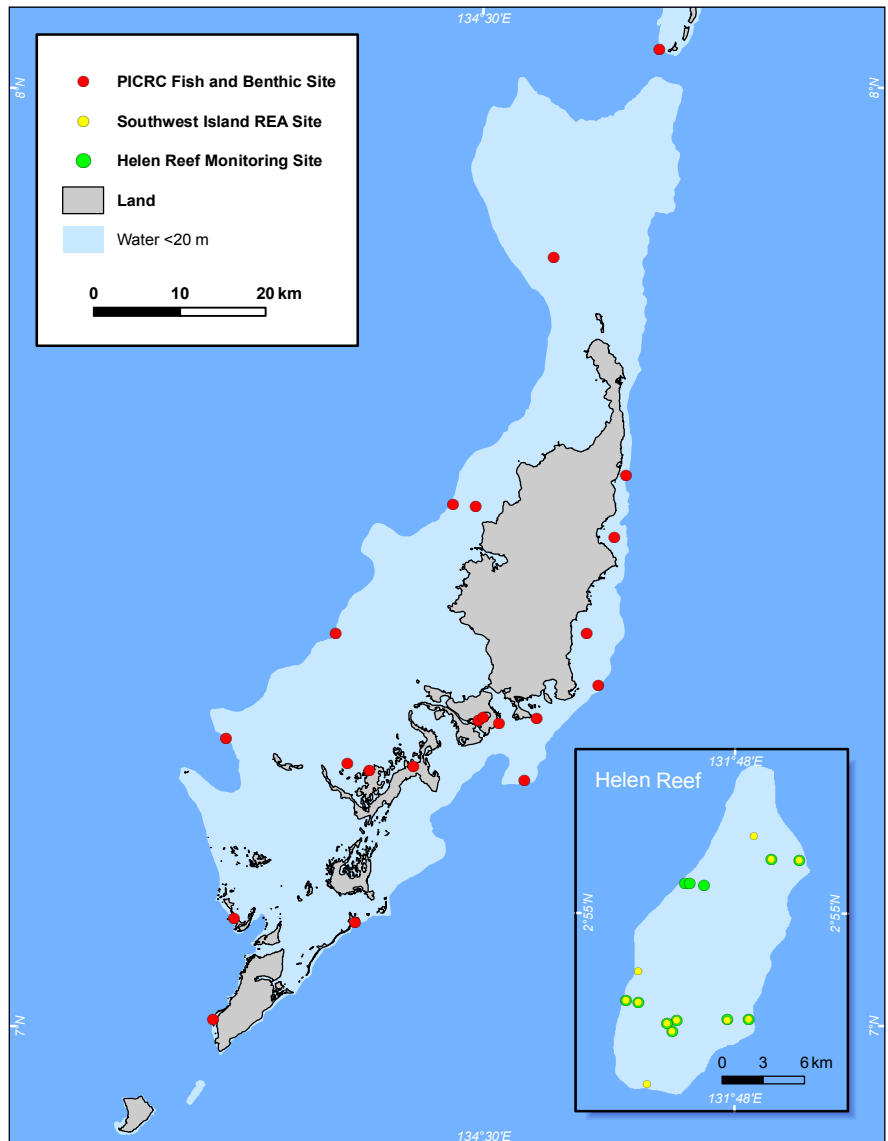 134°30'E
PICRC Fish and Benthic Site
Southwest Island REA Site
Helen Reef Monitoring Site
Land
Water <20 m
0 10 20 km
8°N
8°N
131°48'E
Helen Reef
2°55'N
2°55'N
0 3 6 km
131°48'E
7°N
7°N
134°30'E